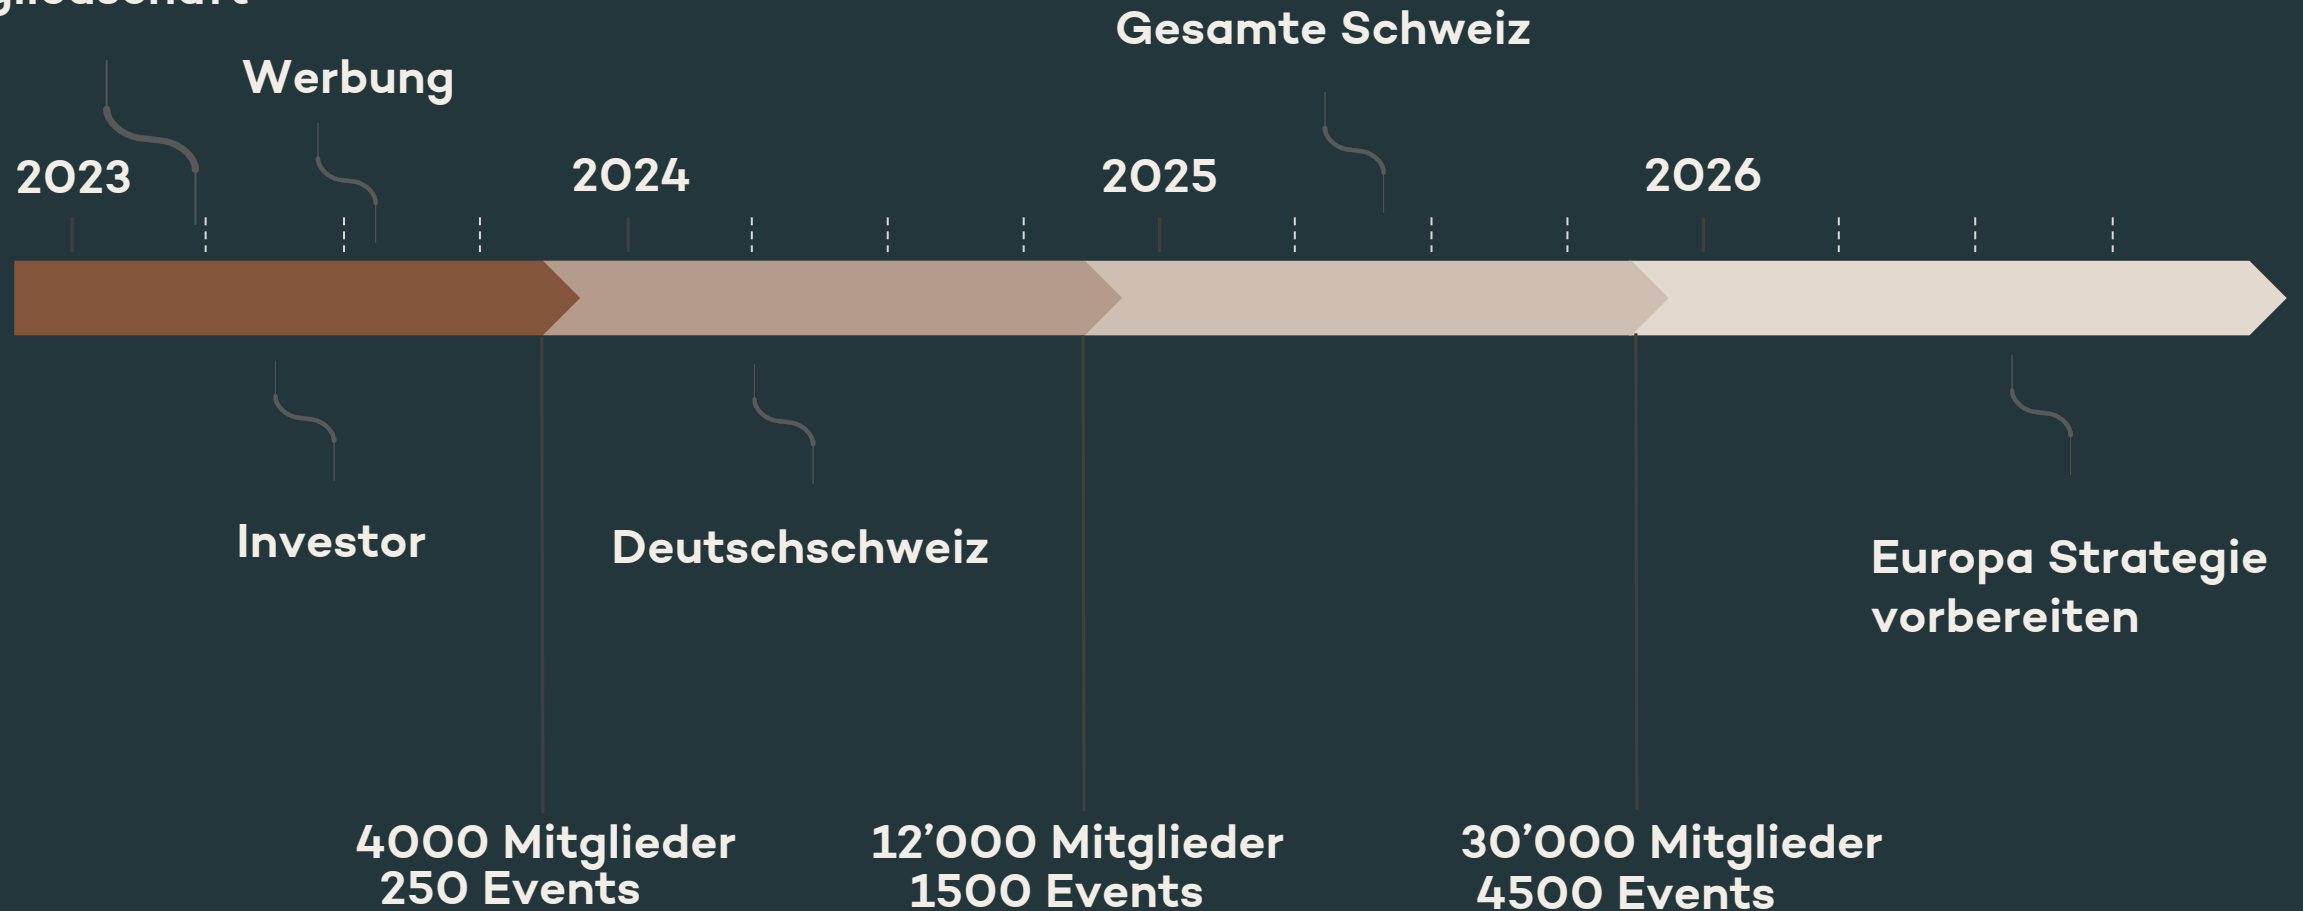 Gesamte Schweiz
Werbung
2023
2024
2025
2026
Investor
Deutschschweiz
Europa Strategie
vorbereiten
4000 Mitglieder
250 Events
12’000 Mitglieder
1500 Events
30’000 Mitglieder
4500 Events